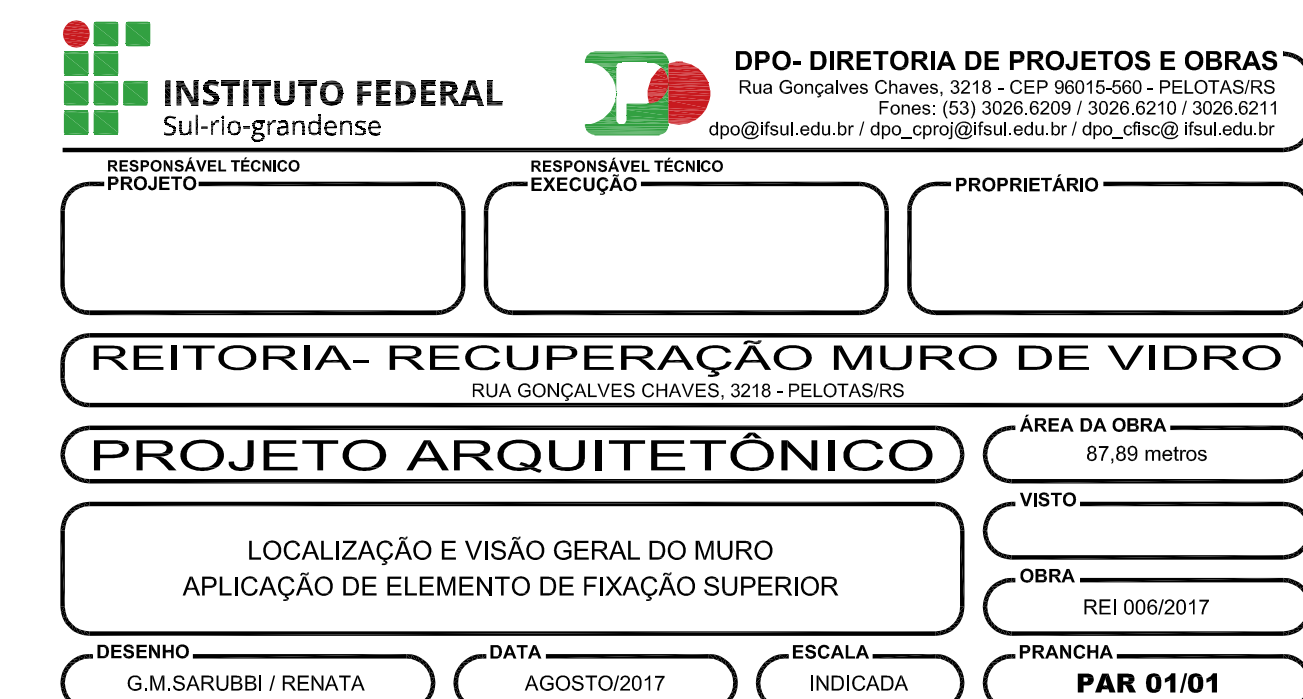 INSTITUTO FEDERAL
Sul-rio-grandense
DPO- DIRETORIA DE PROJETOS E OBRAS
Rua Gonçalves Chaves, 3218 - CEP 96015-560 - PELOTAS/RS
Fones: (53) 3026.6209 / 3026.6210 / 3026.6211
dpo@ifsul.edu.br / dpo_cproj@ifsul.edu.br / dpo_cfisc@ ifsul.edu.br
RESPONSÁVEL TÉCNICO
PROJETO
RESPONSÁVEL TÉCNICO
EXECUÇÃO
PROPRIETÁRIO
REITORIA- RECUPERAÇÃO MURO DE VIDRO
RUA GONÇALVES CHAVES, 3218 - PELOTAS/RS
PROJETO ARQUITETÔNICO
ÁREA DA OBRA
87,89 metros
VISTO
LOCALIZAÇÃO E VISÃO GERAL DO MURO
APLICAÇÃO DE ELEMENTO DE FIXAÇÃO SUPERIOR
OBRA
REI 006/2017
DESENHO
G.M.SARUBBI / RENATA
DATA
AGOSTO/2017
ESCALA
INDICADA
PRANCHA
PAR 01/01